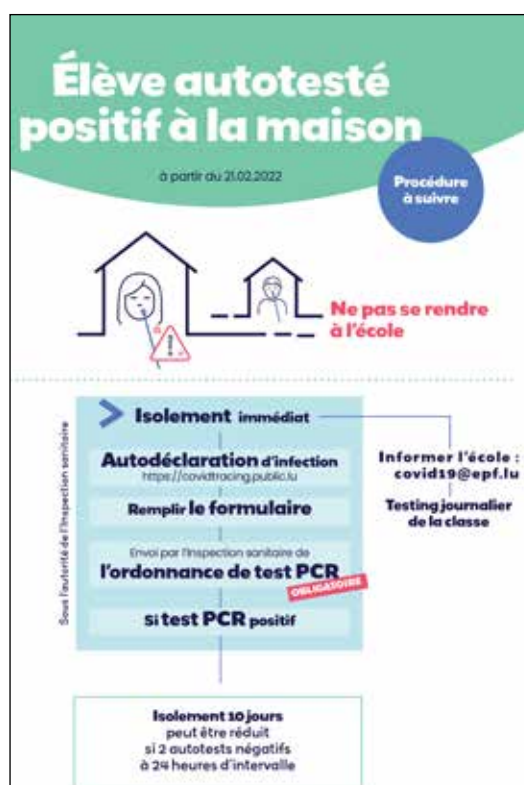 Élève autotesté
positif à la maison
à partir du 21.02.2022
Procédure
à suivre
Ne pas se rendre
à l'école
Sous l'autorité de l'Inspection sanitaire
Isolement immédiat
Autodéclaration d'infection
https://covidtracing.public.lu
Remplir le formulaire
Envoi par l'Inspection sanitaire de
l'ordonnance de test PCR
OBLIGATOIRE
Si test PCR positif
Informer l'école :
covid19@epf.lu
Testing journalier
de la classe
Isolement 10 jours
peut être réduit
si 2 autotests négatifs
à 24 heures d'intervalle